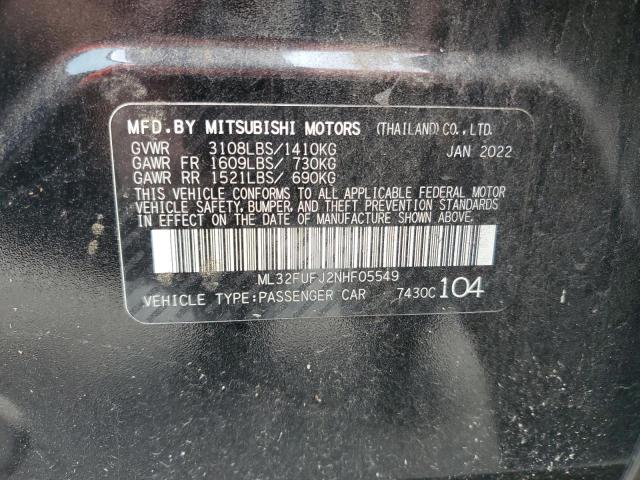 MFD.BY MITSUBISHI MOTORS (THAILAND)CO.,LTD.
GVWR 3108LBS/1410KG JAN 2022
GAWR FR 1609LBS/ 730KG
GAWR RR 1521LBS/ 690KG
THIS VEHICLE CONFORMS TO ALL APPLICABLE FEDERAL MOTOR
VEHICLE SAFETY, BUMPER, AND THEFT PREVENTION STANDARDS
IN EFFECT ON THE DATE OF MANUFACTURE SHOWN ABOVE.
ML32FUFJ2NHF05549
VEHICLE TYPE:PASSENGER CAR 7430C 104